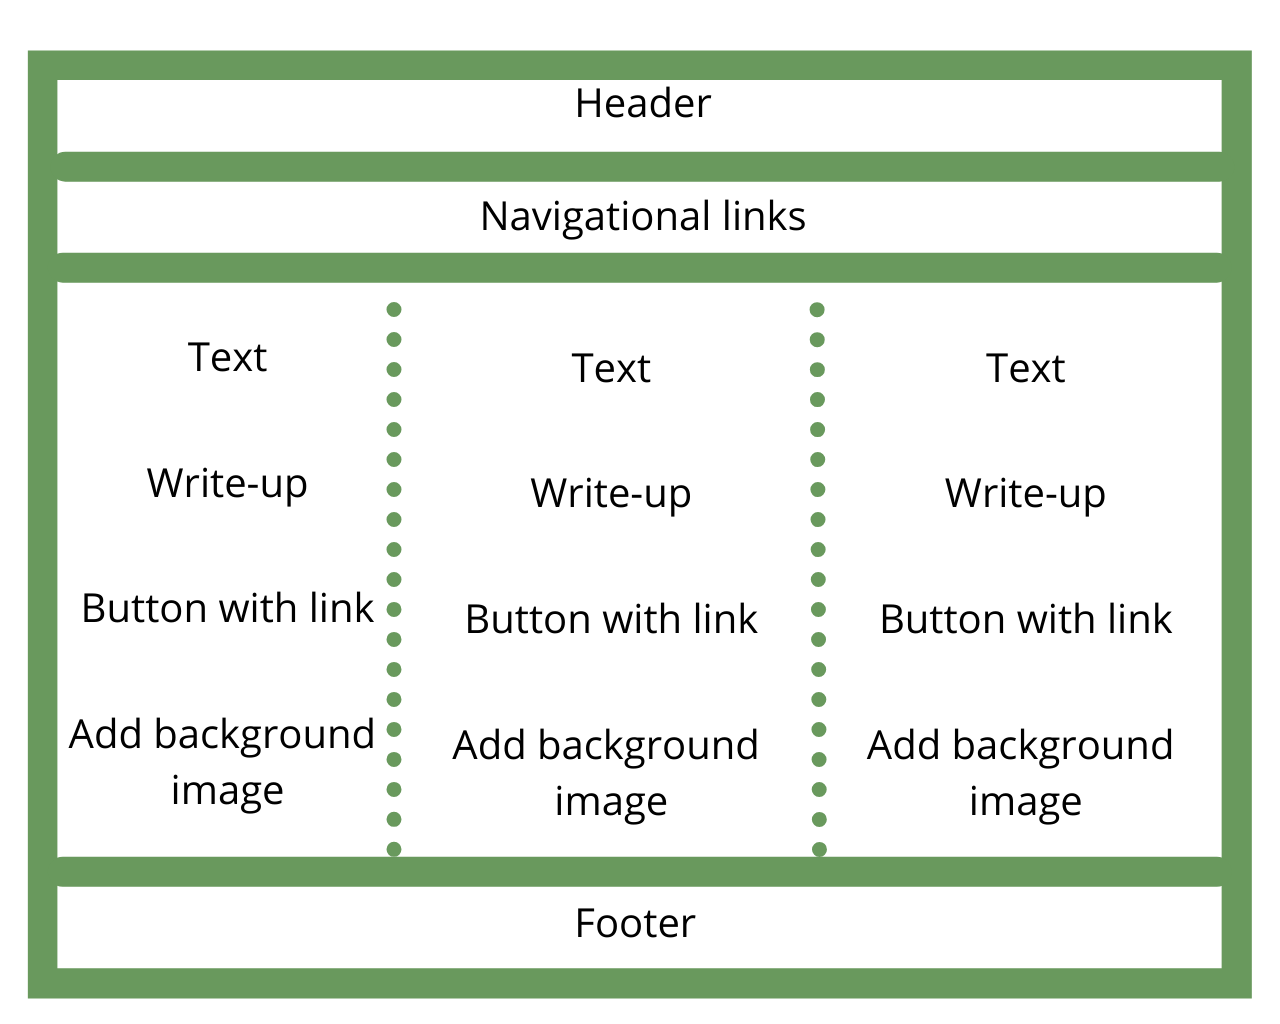 Header
Navigational links
Text
Write-up
Button with link
Add background
image
Text
Write-up
Button with link
Add background
image
Text
Write-up
Button with link
Add background
image
Footer